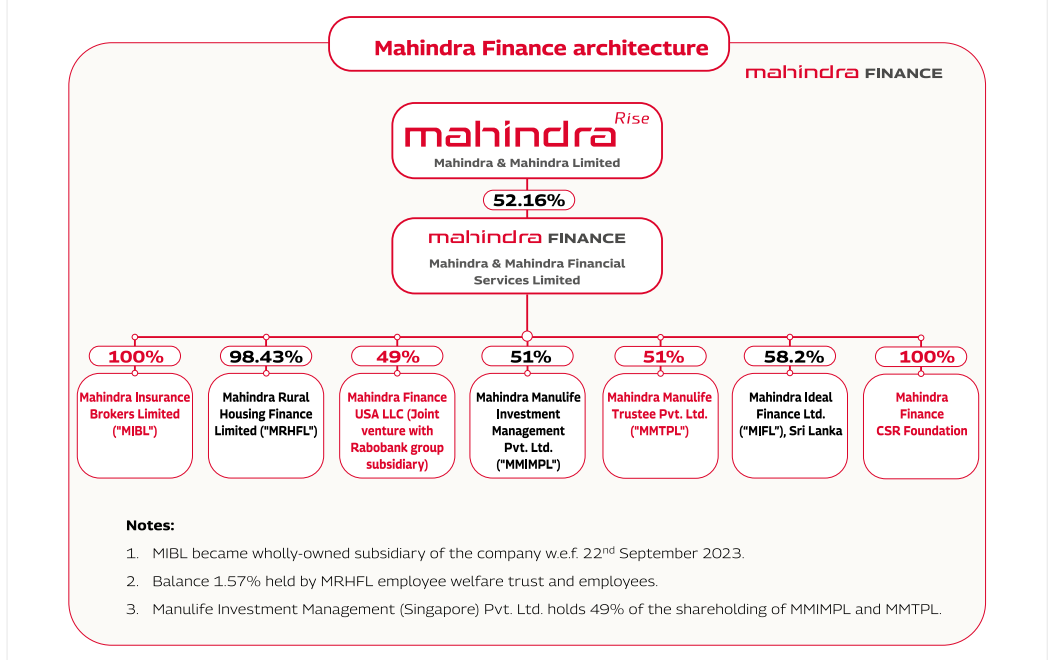 Mahindra Finance architecture
mahindra FINANCE
mahindra Rise
Mahindra & Mahindra Limited
52.16%
mahindra FINANCE
Mahindra & Mahindra Financial
Services Limited
100%
Mahindra Insurance
Brokers Limited
("MIBL")
98.43%
Mahindra Rural
Housing Finance
Limited ("MRHFL")
49%
Mahindra Finance
USA LLC (Joint
venture with
Rabobank group
subsidiary)
51%
Mahindra Manulife
Investment
Management
Pvt. Ltd.
("MMIMPL")
51%
Mahindra Manulife
Trustee Pvt. Ltd.
("MMTPL")
58.2%
Mahindra Ideal
Finance Ltd.
("MIFL"), Sri Lanka
100%
Mahindra
Finance
CSR Foundation
Notes:
1. MIBL became wholly-owned subsidiary of the company w.e.f. 22nd September 2023.
2. Balance 1.57% held by MRHFL employee welfare trust and employees.
3. Manulife Investment Management (Singapore) Pvt. Ltd. holds 49% of the shareholding of MMIMPL and MMTPL.